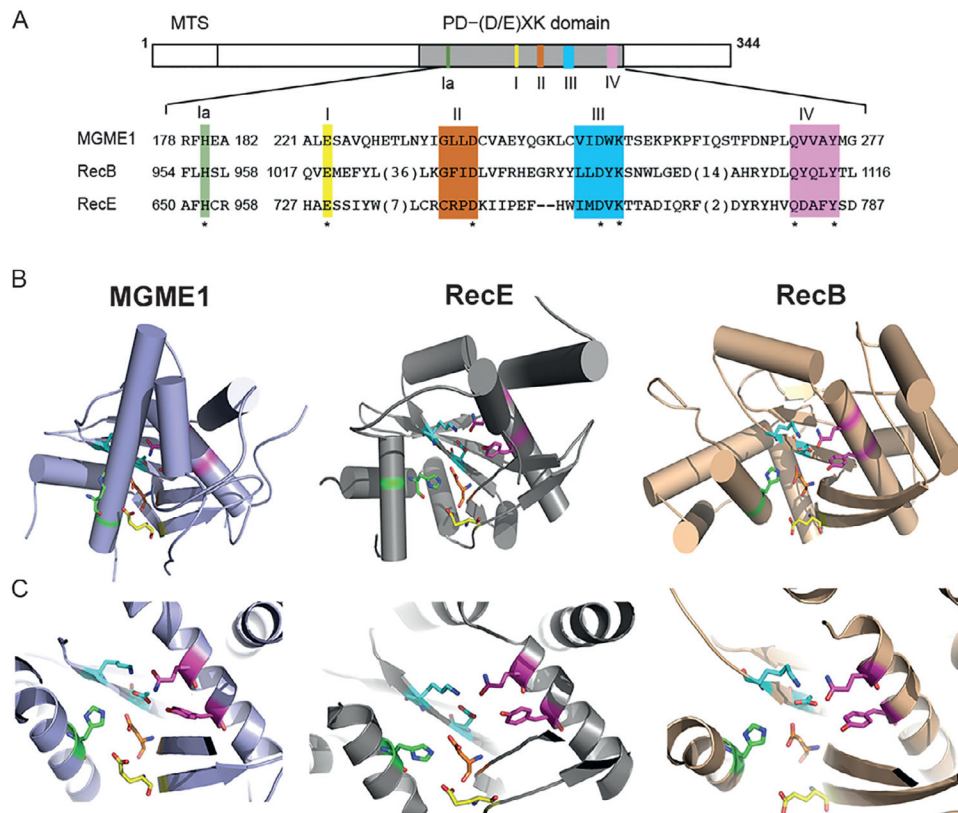 A
MTS PD−(D/E)XK domain
1 344
Ia I II III IV
Ia I II III IV
MGME1 178 RFHEA 182 221 ALESAVQHETLNYIGLLDCVAEYQGKLCVIDWKTSEKPKPFIQSTFDNPLQVVAYMG 277
RecB 954 FLHSL 958 1017 QVEMEFYL(36)LKGFIDLVFRHEGRYYLLDYKSNWLGED(14)AHRYDLQYQLYTL 1116
RecE 650 AFHCR 958 727 HAESSIYW(7)LCRCRPDKIIPEF--HWIMDVKTTADIQRF(2)DYRYHVQDAFYSD 787
* * * * * * *
B
MGME1 RecE RecB
C